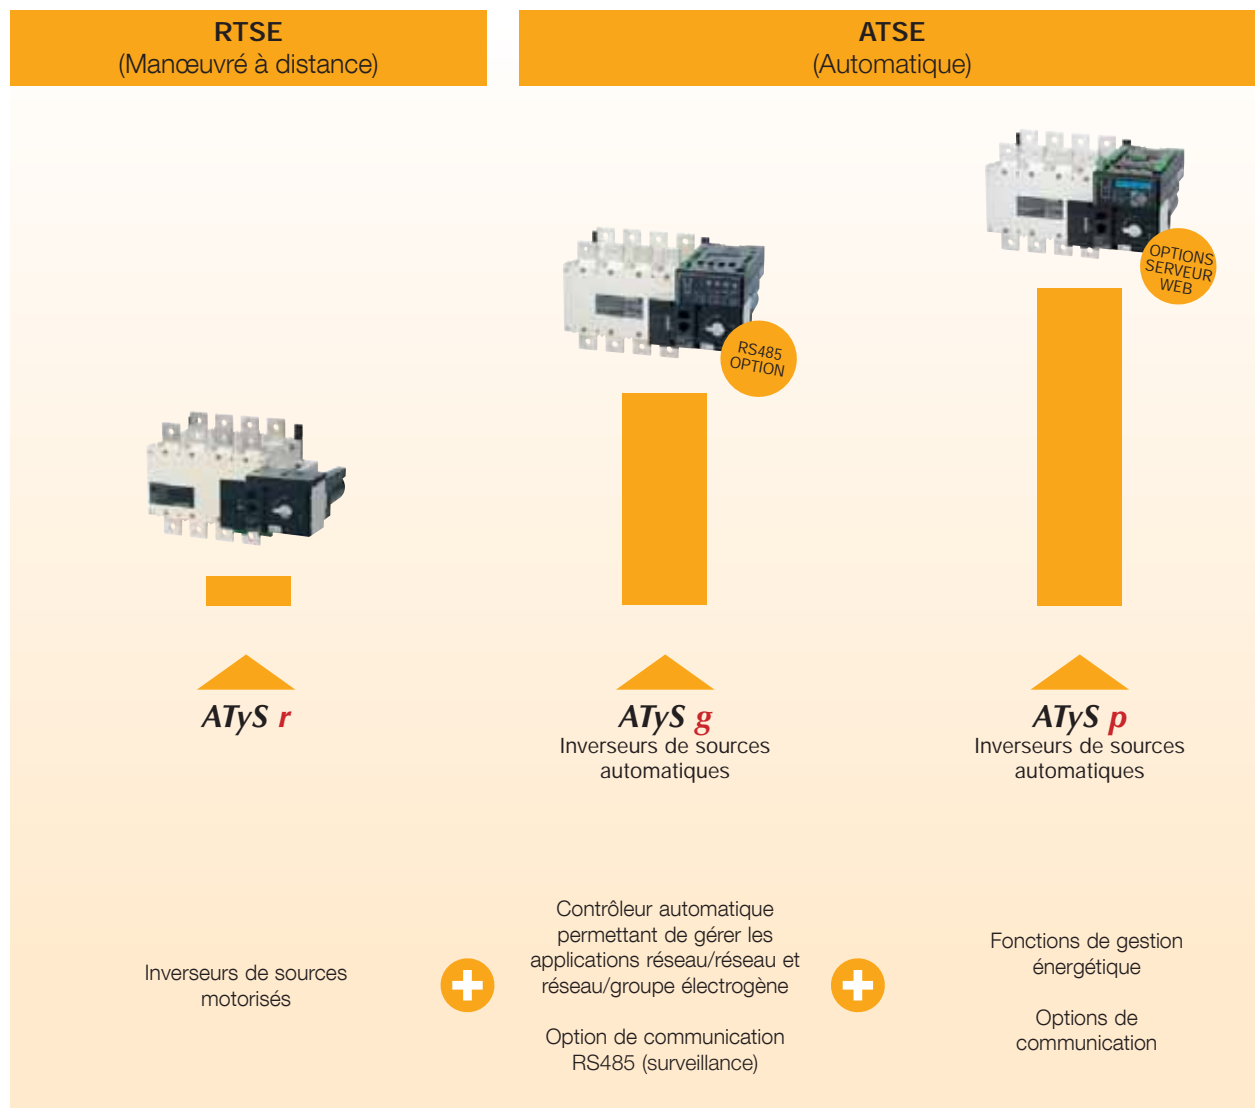 RTSE
(Manœuvré à distance)
ATSE
(Automatique)
OPTIONS
SERVEUR
WEB
RS485
OPTION
ATyS r
ATyS g
Inverseurs de sources
automatiques
ATyS p
Inverseurs de sources
automatiques
Inverseurs de sources
motorisés
Contrôleur automatique
permettant de gérer les
applications réseau/réseau et
réseau/groupe électrogène
Option de communication
RS485 (surveillance)
Fonctions de gestion
énergétique
Options de
communication